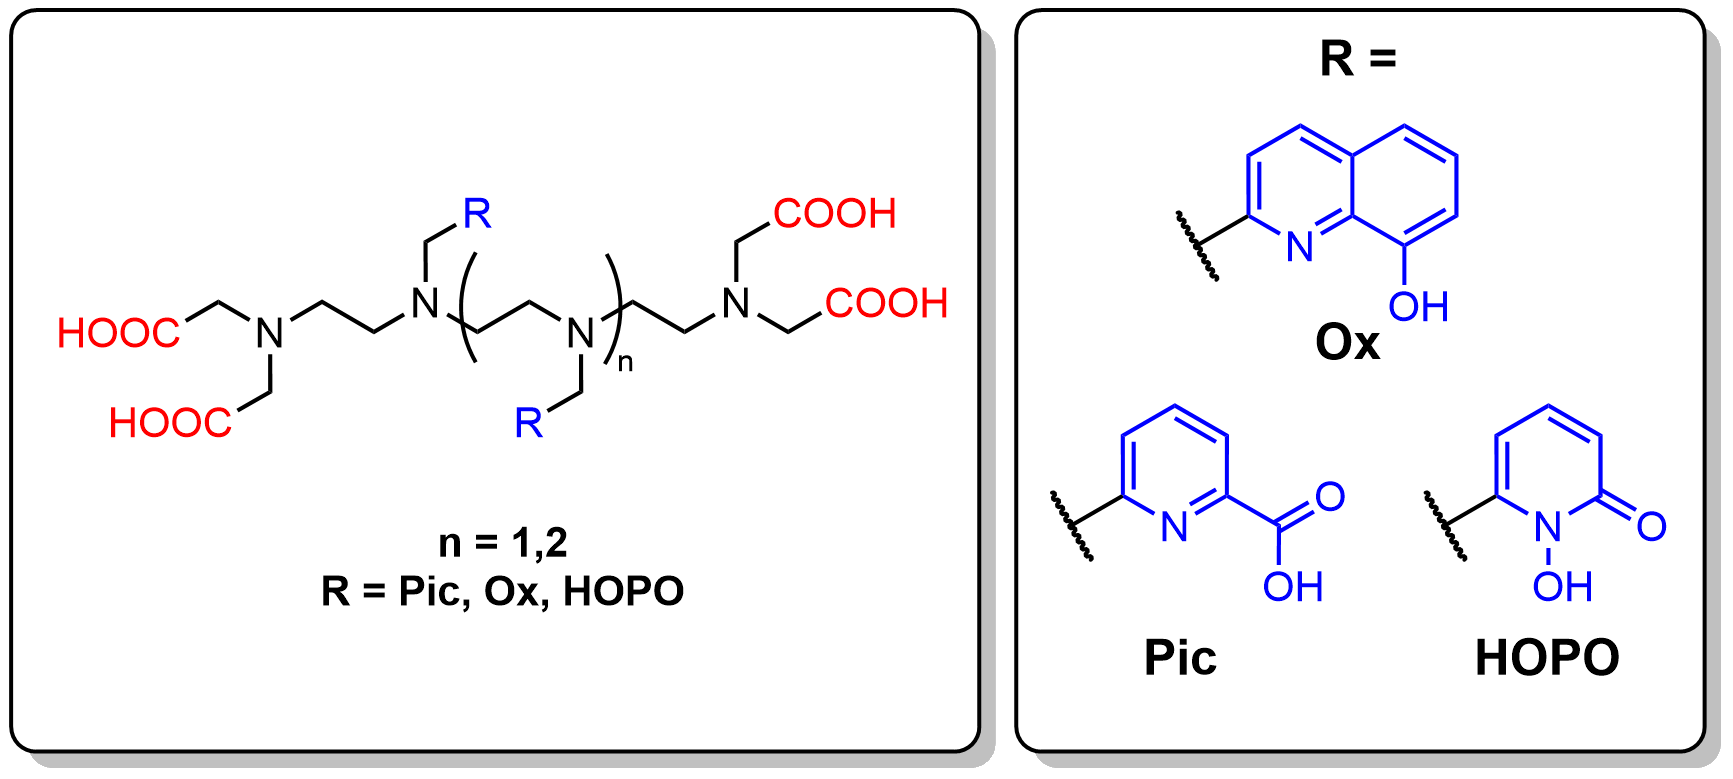 R
COOH
N
N
COOH
HOOC
N
N
n
R
HOOC
n = 1,2
R = Pic, Ox, HOPO
R =
N
OH
Ox
N
O
OH
Pic
N
O
OH
HOPO